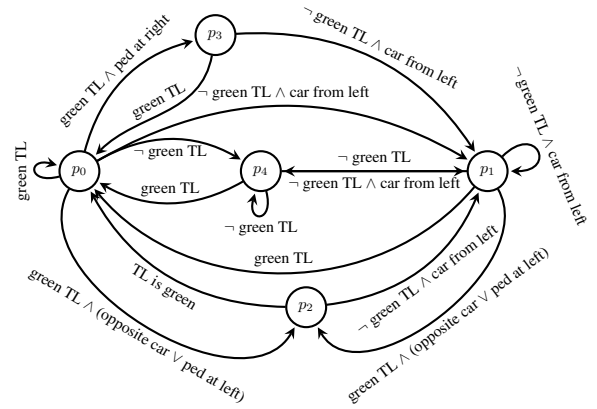 ¬ green TL ∧ car from left
p3
green TL ∧ ped at right
green TL
¬ green TL ∧ car from left
¬ green TL ∧ car from left
green TL
p0
¬ green TL
p4
¬ green TL
p1
green TL
¬ green TL ∧ car from left
¬ green TL
green TL
TL is green
p2
¬ green TL ∧ car from left
green TL ∧ (opposite car ∨ ped at left)
green TL ∧ (opposite car ∨ ped at left)